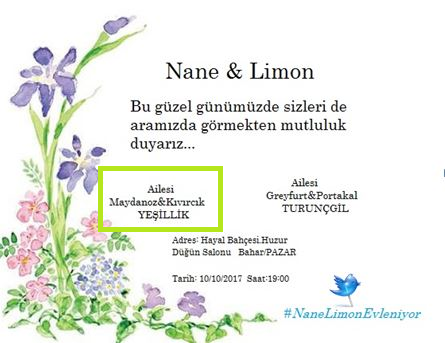 Nane & Limon
Bu güzel günümüzde sizleri de
aramızda görmekten mutluluk
duyarız...
Ailesi
Maydanoz&Kıvırcık
YEŞİLLİK
Ailesi
Greyfurt&Portakal
TURUNÇGİL
Adres: Hayal Bahçesi.Huzur
Düğün Salonu Bahar/PAZAR
Tarih: 10/10/2017 Saat:19:00
#NaneLimonEvleniyor